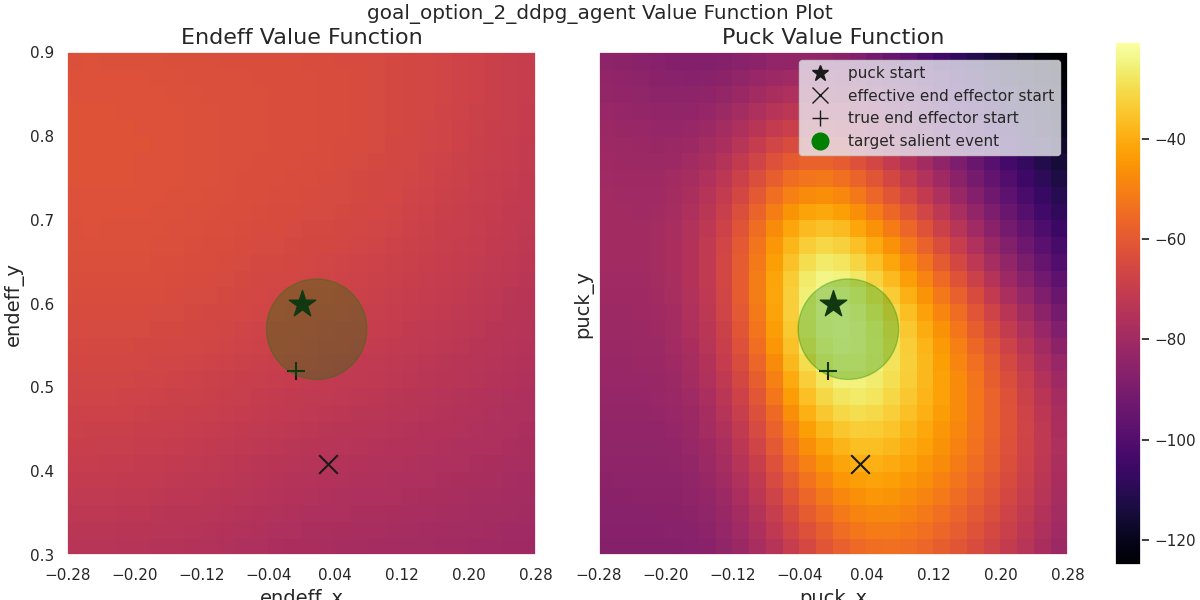 goal_option_2_ddpg_agent Value Function Plot
Endeff Value Function
endeff_y
0.9
0.8
0.7
0.6
0.5
0.4
0.3
−0.28 −0.20 −0.12 −0.04 0.04 0.12 0.20 0.28
endeff_x
Puck Value Function
puck start
effective end effector start
true end effector start
target salient event
puck_y
−0.28 −0.20 −0.12 −0.04 0.04 0.12 0.20 0.28
puck_x
−40
−60
−80
−100
−120